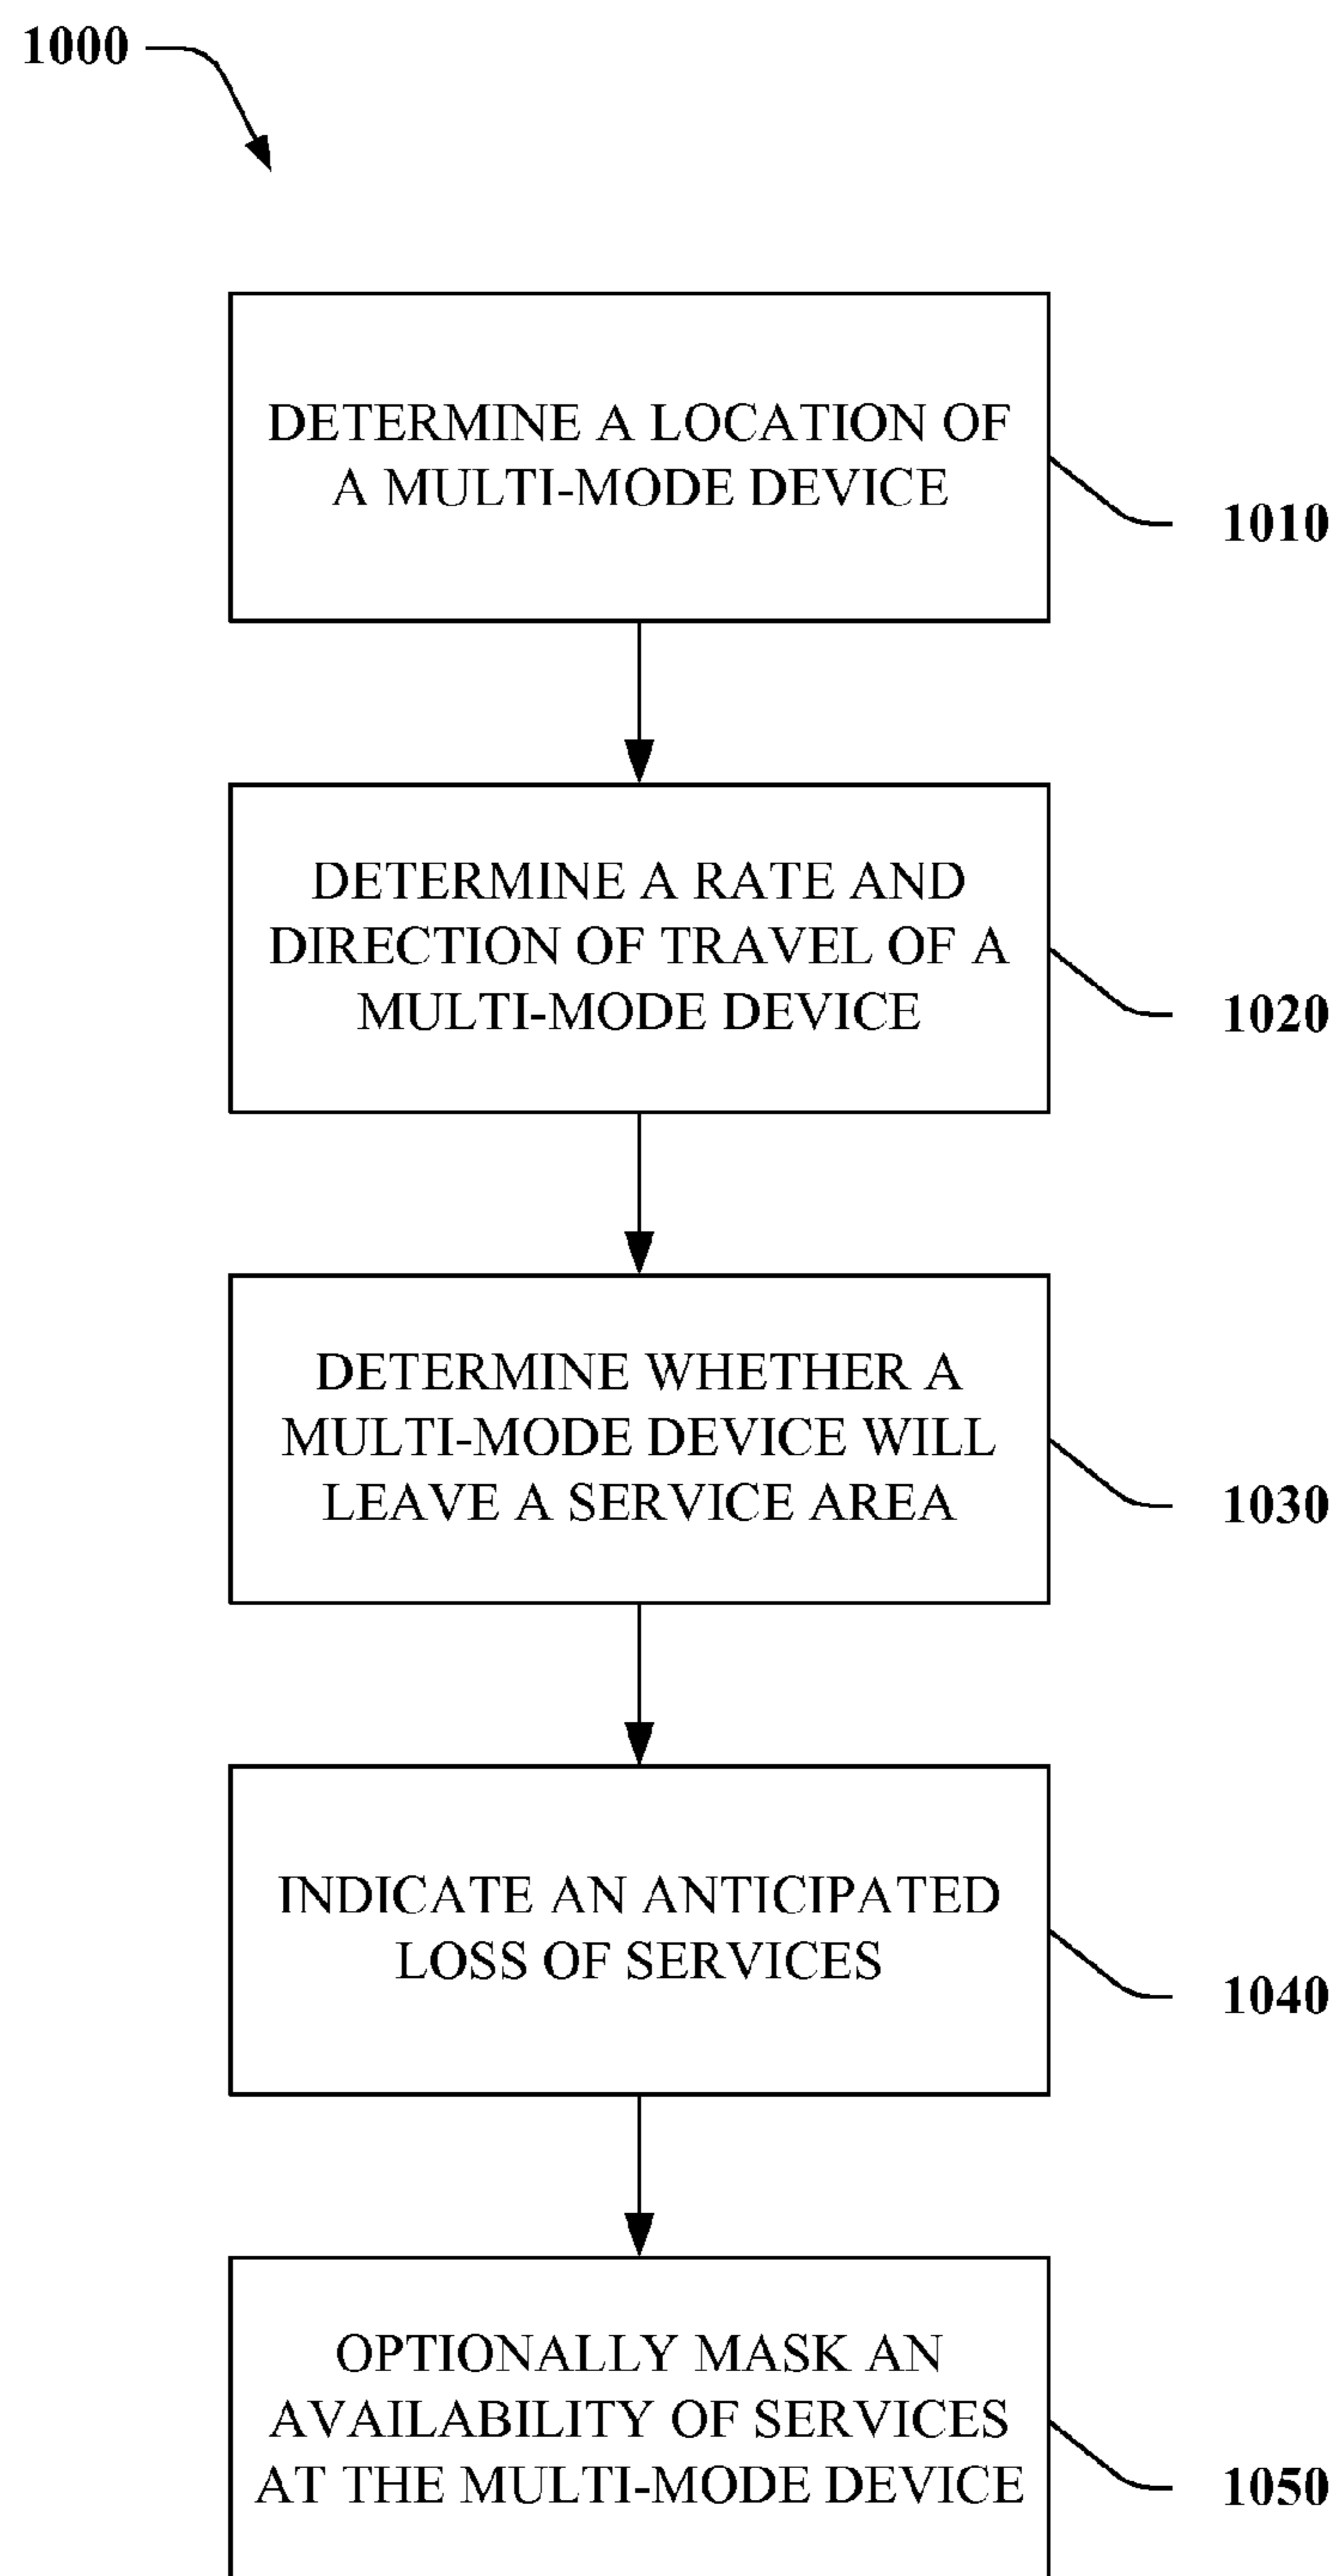 1000
DETERMINE A LOCATION OF
A MULTI-MODE DEVICE
1010
DETERMINE A RATE AND
DIRECTION OF TRAVEL OF A
MULTI-MODE DEVICE
1020
DETERMINE WHETHER A
MULTI-MODE DEVICE WILL
LEAVE A SERVICE AREA
1030
INDICATE AN ANTICIPATED
LOSS OF SERVICES
1040
OPTIONALLY MASK AN
AVAILABILITY OF SERVICES
AT THE MULTI-MODE DEVICE
1050